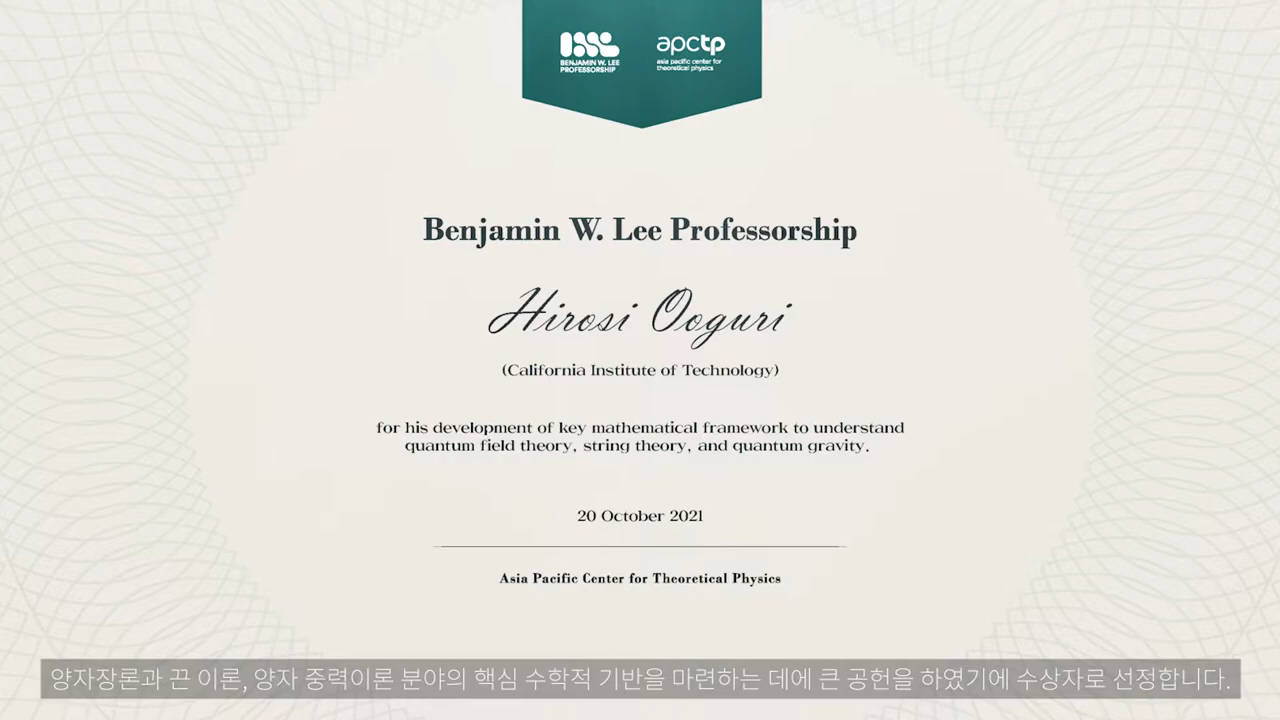 BENJAMIN W. LEE
PROFESSORSHIP
apctp
asia pacific center for
theoretical physics
Benjamin W. Lee Professorship
Hirosi Ooguri
(California Institute of Technology)
for his development of key mathematical framework to understand
quantum field theory, string theory, and quantum gravity.
20 October 2021
Asia Pacific Center for Theoretical Physics
양자장론과 끈 이론, 양자 중력이론 분야의 핵심 수학적 기반을 마련하는 데에 큰 공헌을 하였기에 수상자로 선정합니다.